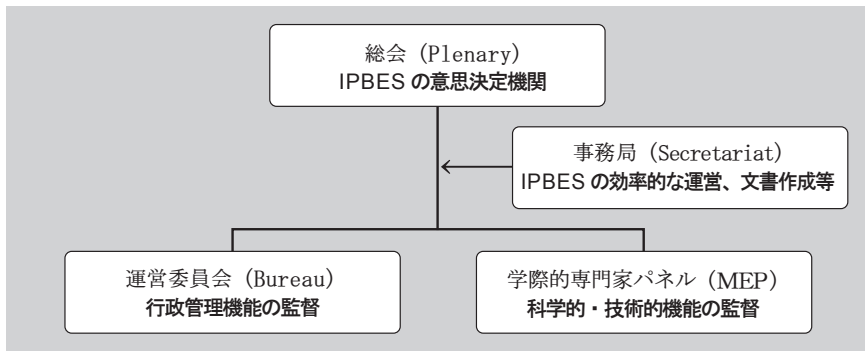 総会（Plenary）
IPBES の意思決定機関
事務局（Secretariat）
IPBES の効率的な運営、文書作成等
運営委員会（Bureau）
行政管理機能の監督
学際的専門家パネル（MEP）
科学的・技術的機能の監督